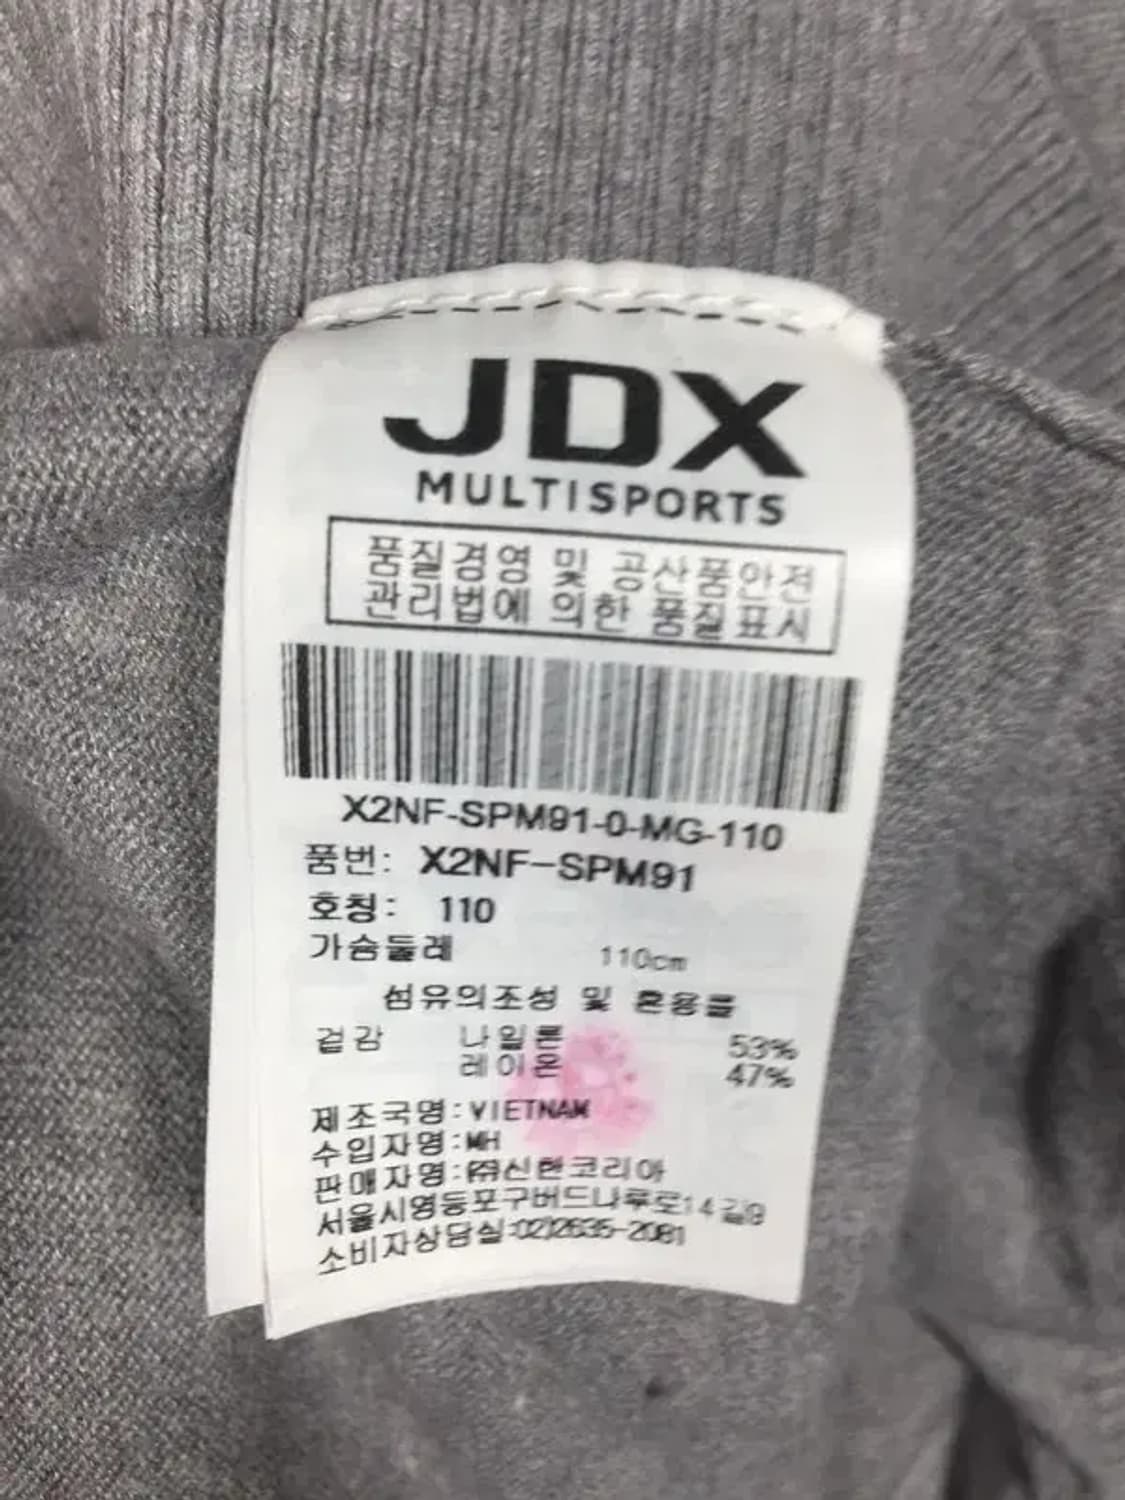 JDX
MULTISPORTS
품질경영 및 공산품안전
관리법에 의한 품질표시
X2NF-SPM91-0-MG-110
품번: X2NF-SPM91
호칭: 110
가슴둘레 110cm
섬유의조성 및 혼용률
겉감 나일론 53%
레이온 47%
제조국명:VIETNAM
수입자명:MH
판매자명:㈜신한코리아
서울시영등포구버드나루로14길9
소비자상담실:02)2635-2081